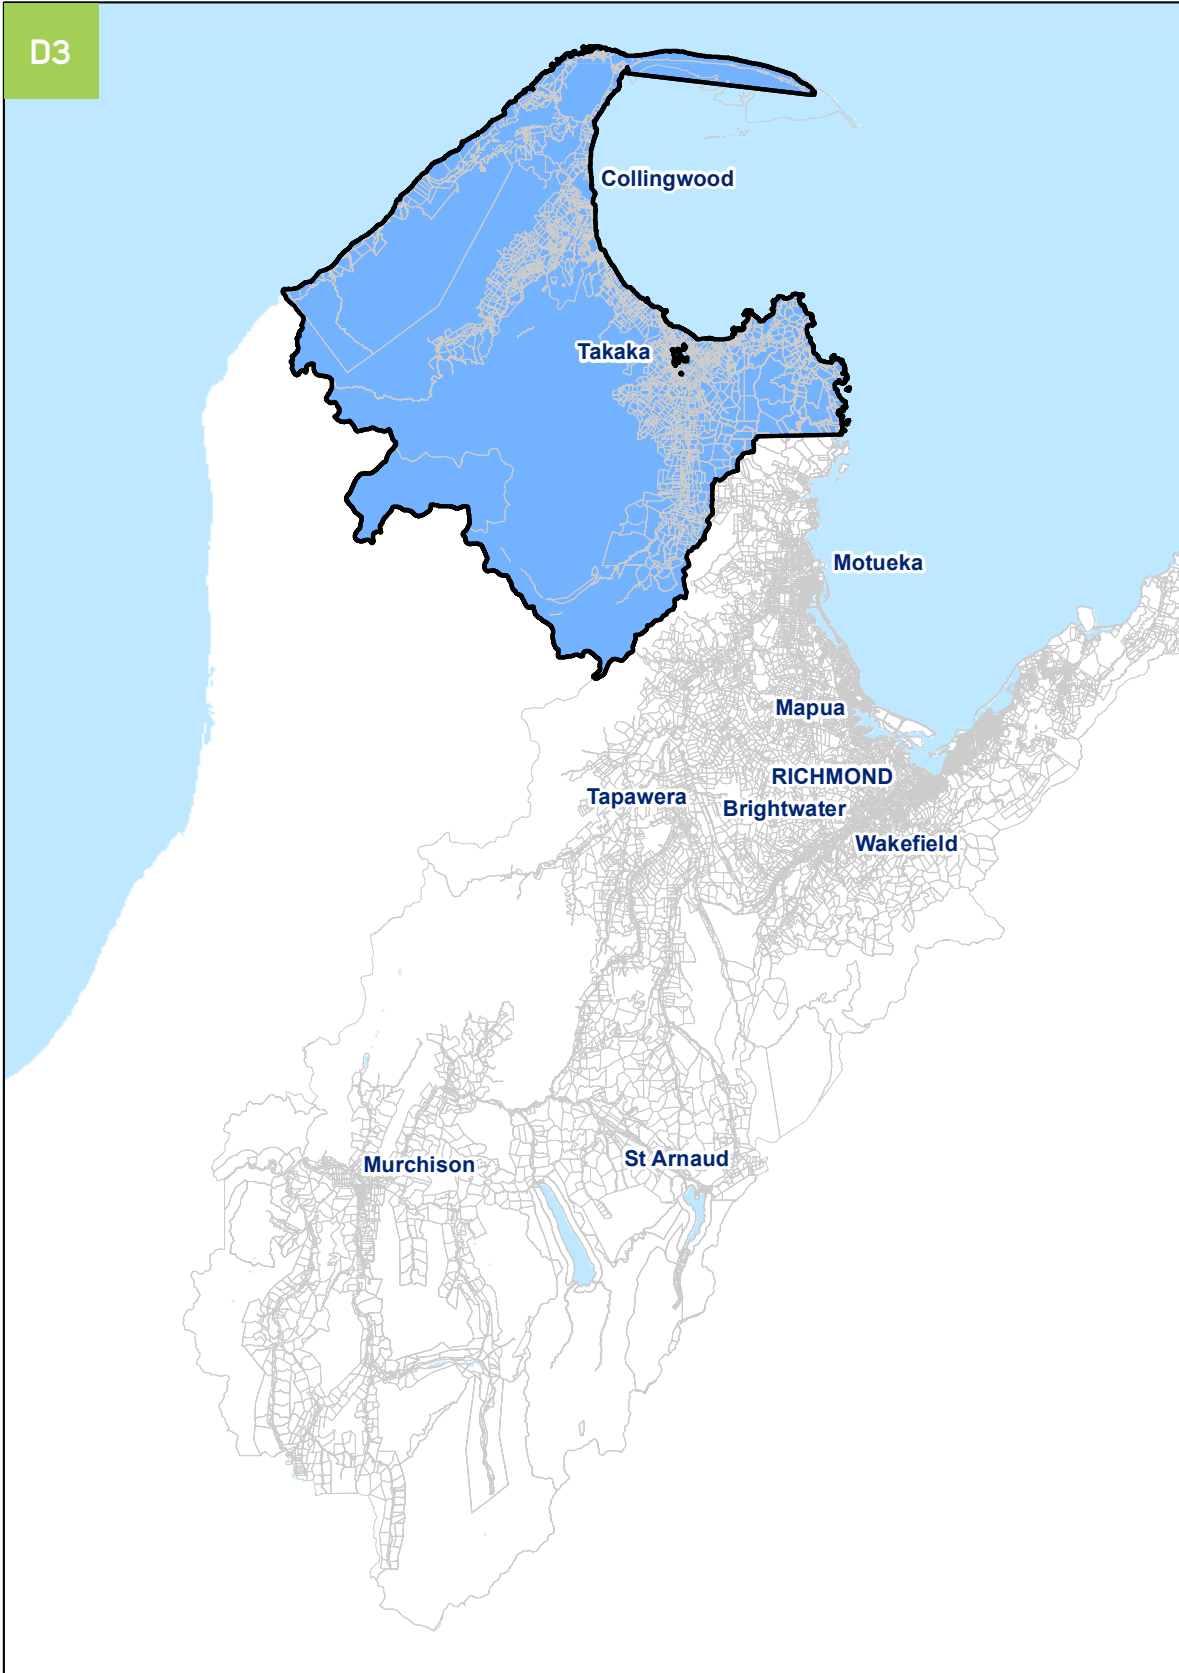 D3
Collingwood
Takaka
Motueka
Mapua
RICHMOND
Tapawera
Brightwater
Wakefield
Murchison
St Arnaud